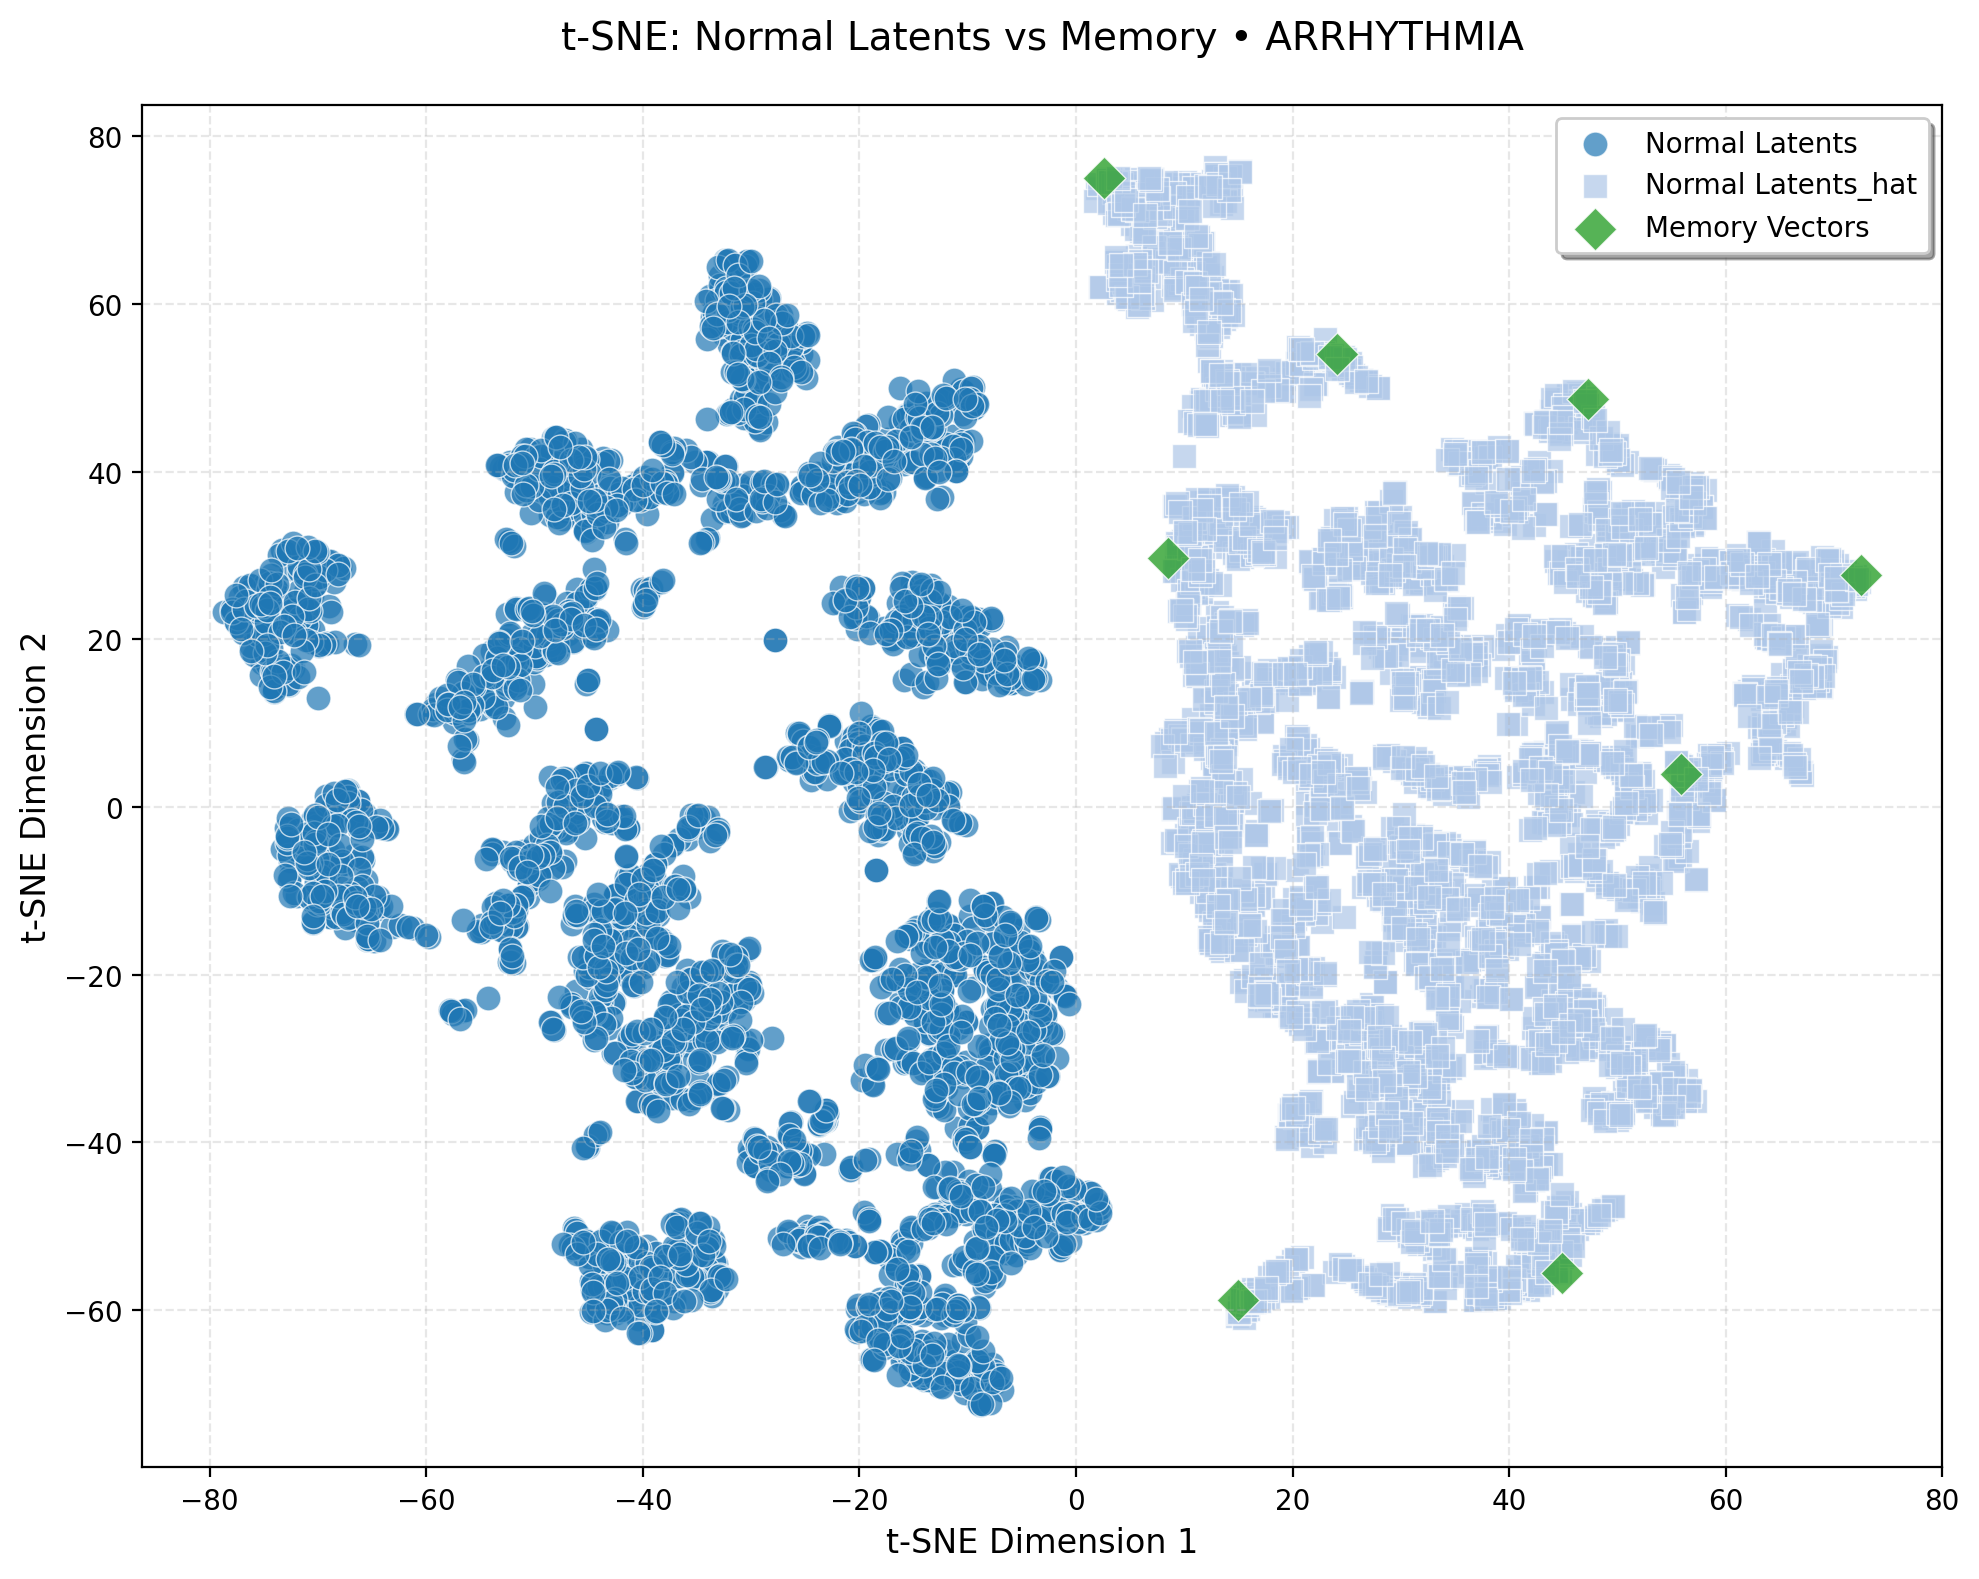 t-SNE: Normal Latents vs Memory • ARRHYTHMIA
Normal Latents
Normal Latents_hat
Memory Vectors
80
60
40
20
0
−20
−40
−60
t-SNE Dimension 2
−80
−60
−40
−20
0
20
40
60
80
t-SNE Dimension 1